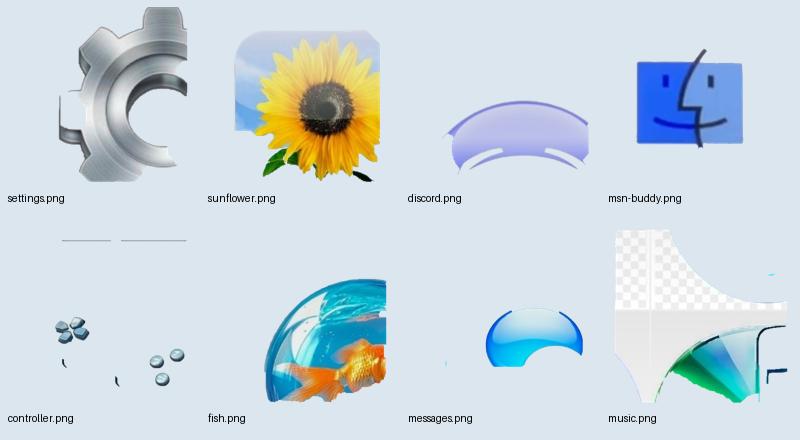 settings.png
sunflower.png
discord.png
msn-buddy.png
controller.png
fish.png
messages.png
music.png